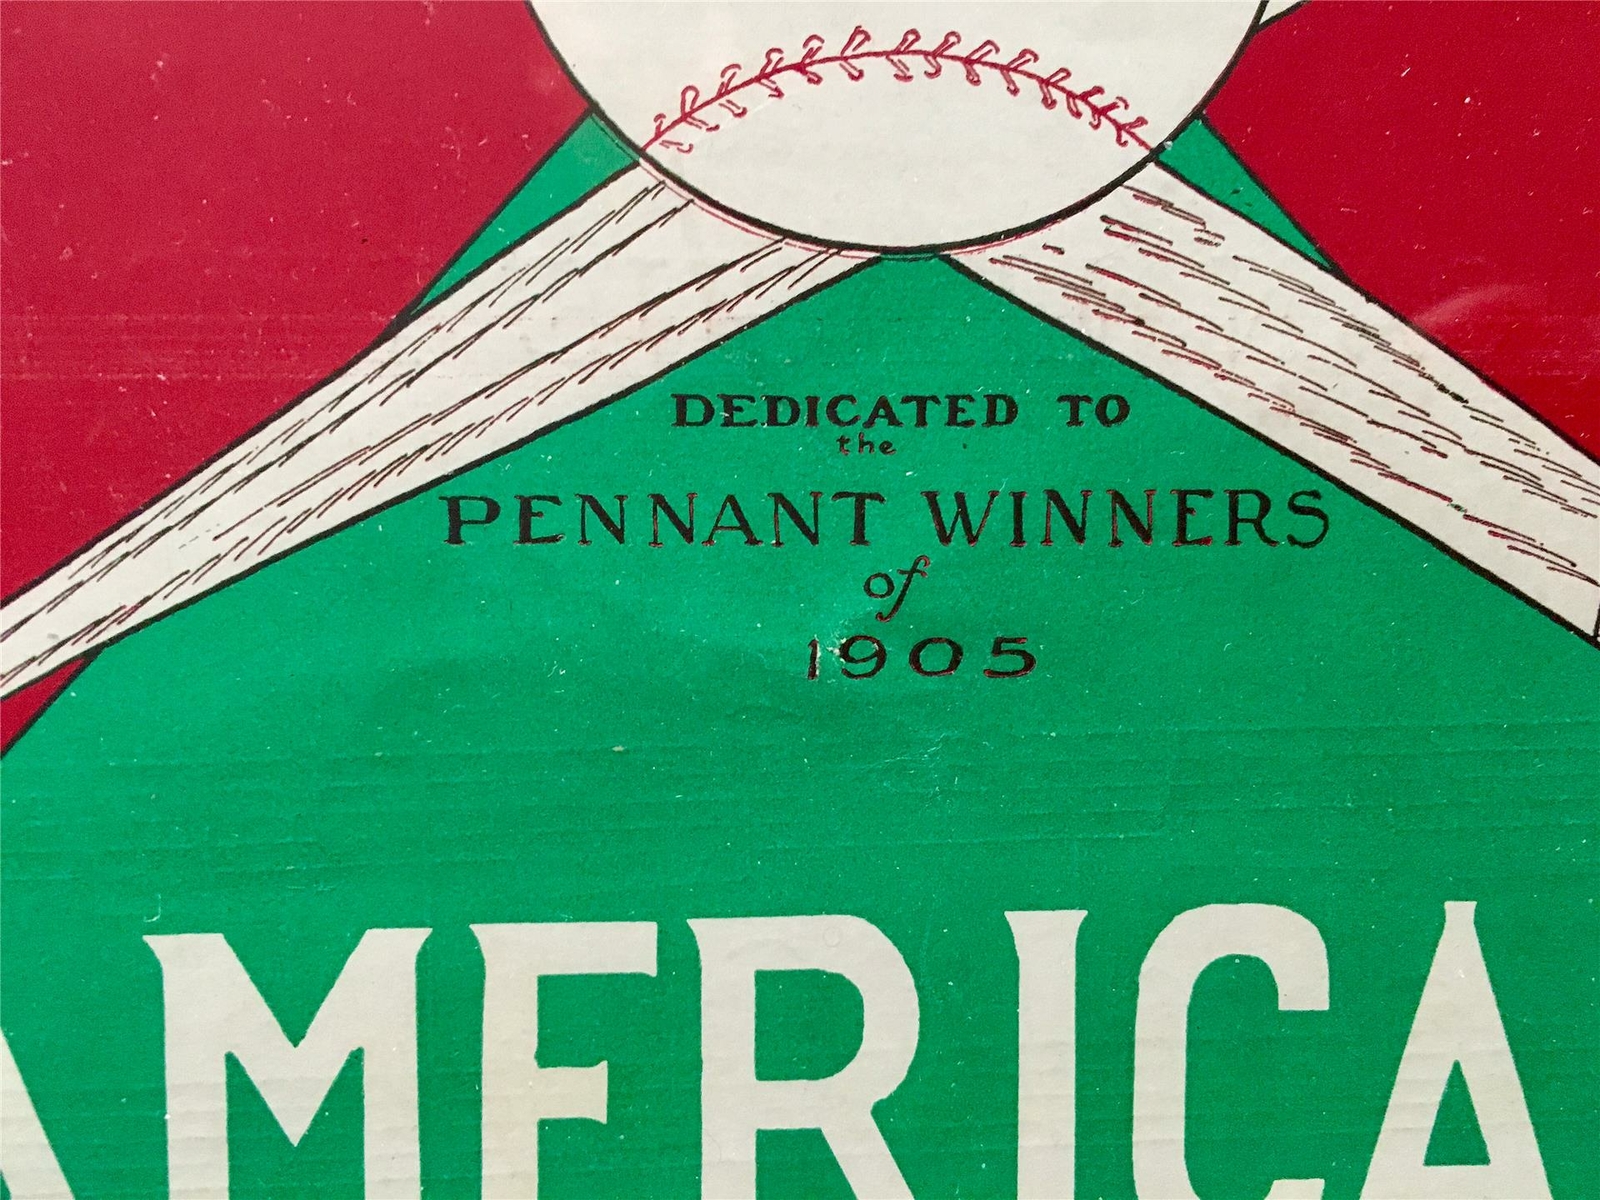 DEDICATED TO
the
PENNANT WINNERS
of
1905
AMERICA